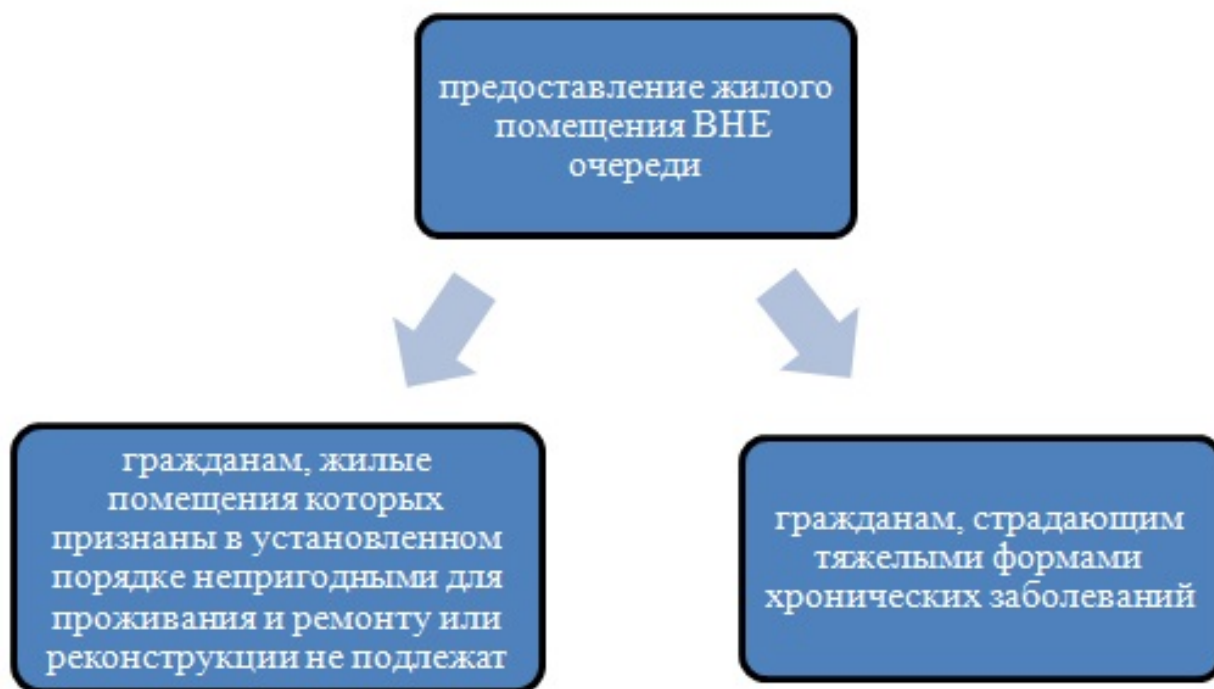 предоставление жилого
помещения ВНЕ
очереди
гражданам, жилые
помещения которых
признаны в установленном
порядке непригодными для
проживания и ремонту или
реконструкции не подлежат
гражданам, страдающим
тяжелыми формами
хронических заболеваний